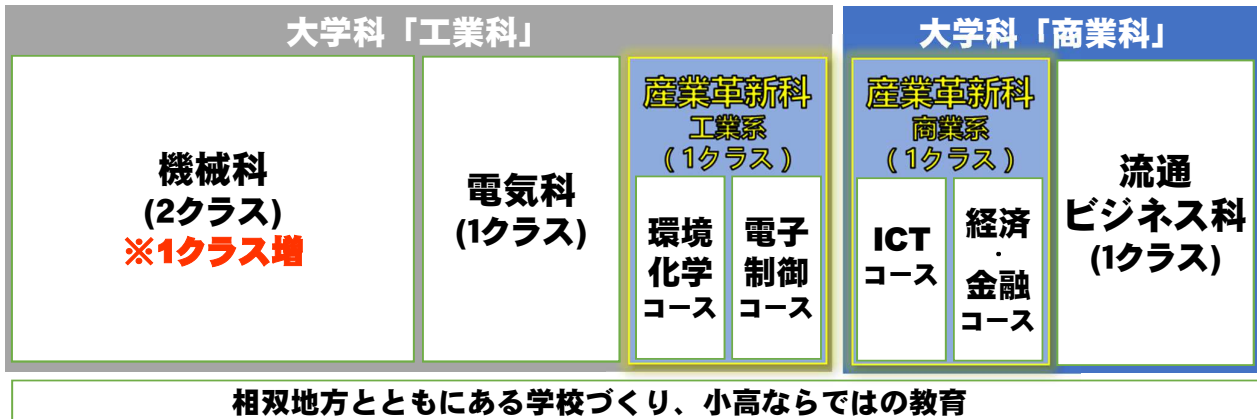 大学科「工業科」
機械科
(2クラス)
※1クラス増
電気科
(1クラス)
産業革新科
工業系
(1クラス)
環境
化学
コース
電子
制御
コース
大学科「商業科」
産業革新科
商業系
(1クラス)
ICT
コース
経済
・
金融
コース
流通
ビジネス科
(1クラス)
相双地方とともにある学校づくり、小高ならではの教育